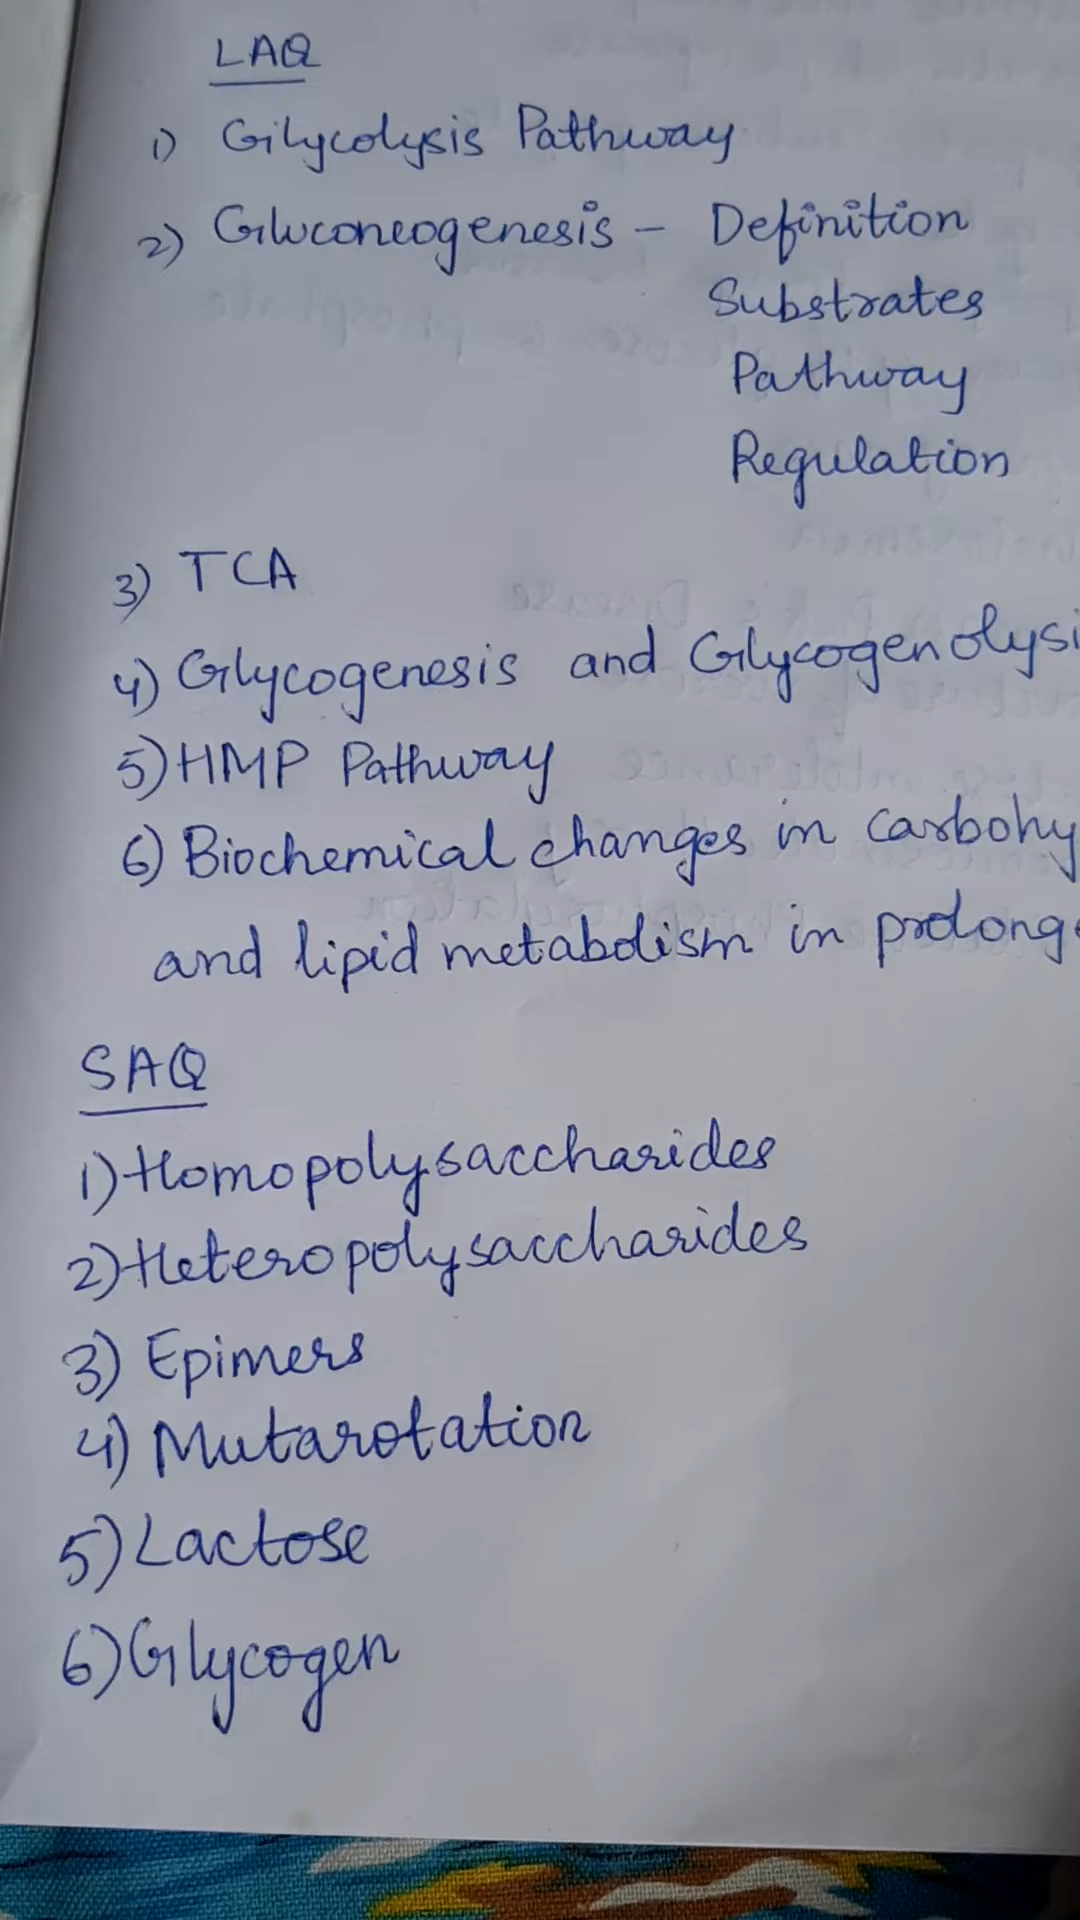 LAQ
1) Glycolysis Pathway
2) Gluconeogenesis - Definition
Substrates
Pathway
Regulation
3) TCA
4) Glycogenesis and Glycogenolysi
5) HMP Pathway
6) Biochemical changes in carbohy
and lipid metabolism in prolong
SAQ
1) Homopolysaccharides
2) Heteropolysaccharides
3) Epimers
4) Mutarotation
5) Lactose
6) Glycogen